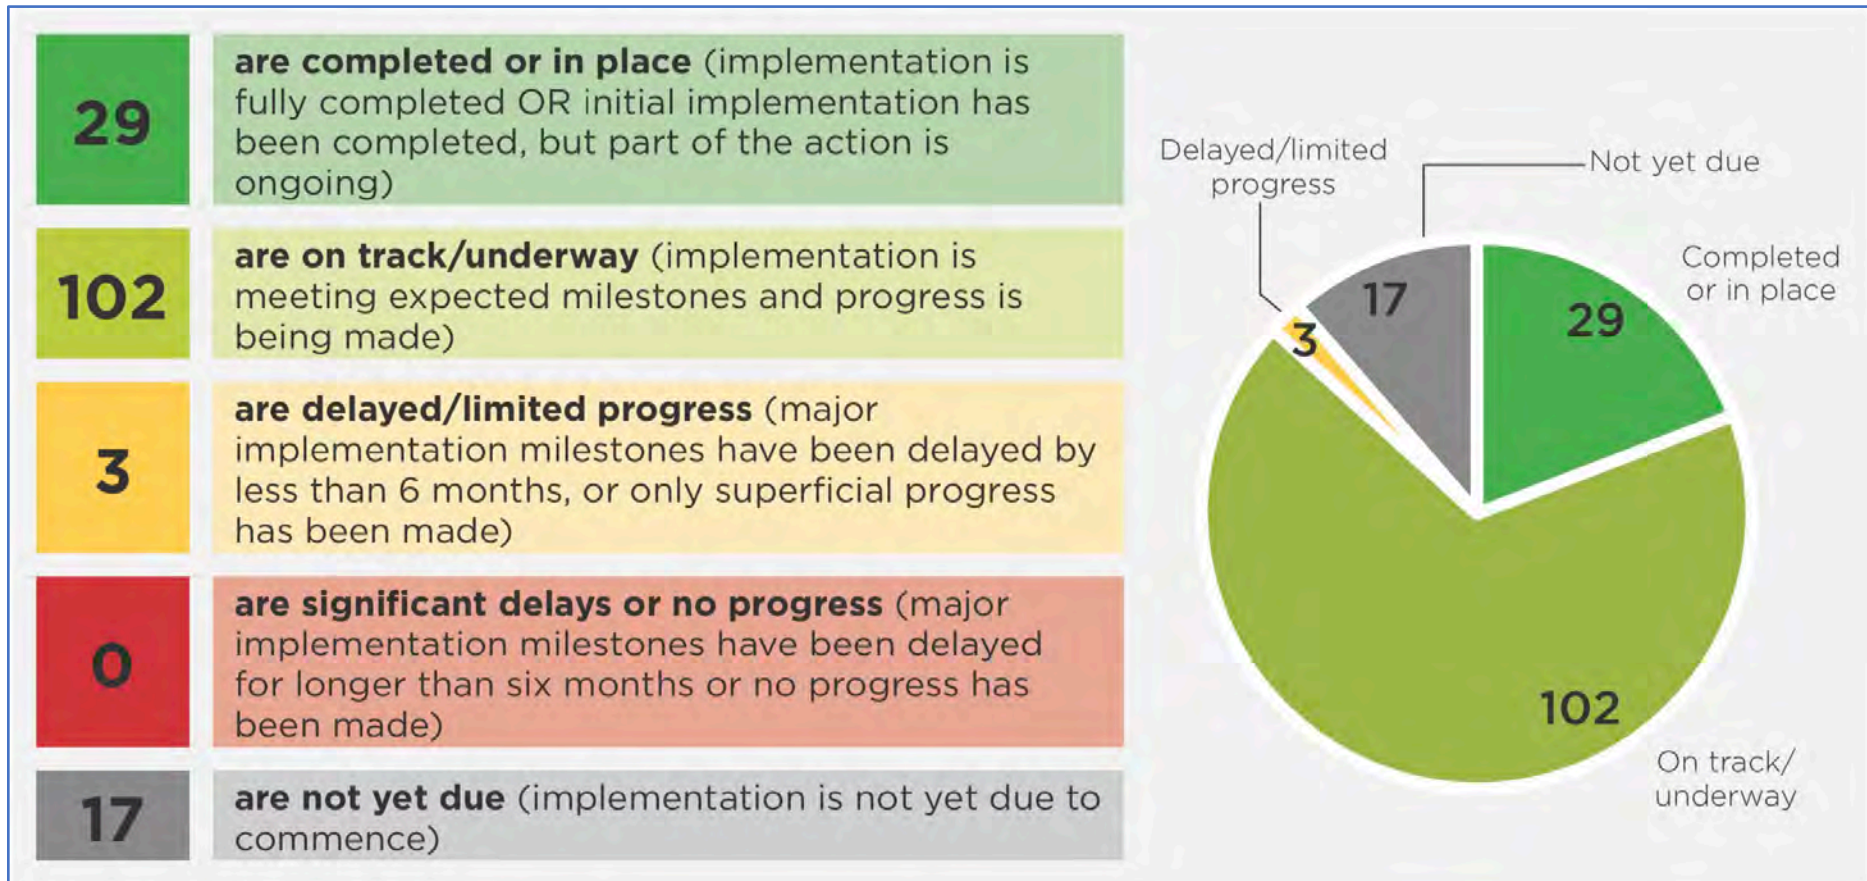 29
are completed or in place (implementation is
fully completed OR initial implementation has
been completed, but part of the action is
ongoing)
102
are on track/underway (implementation is
meeting expected milestones and progress is
being made)
3
are delayed/limited progress (major
implementation milestones have been delayed by
less than 6 months, or only superficial progress
has been made)
0
are significant delays or no progress (major
implementation milestones have been delayed
for longer than six months or no progress has
been made)
17
are not yet due (implementation is not yet due to
commence)
Delayed/limited
progress
Not yet due
Completed
or in place
17
3
29
102
On track/
underway